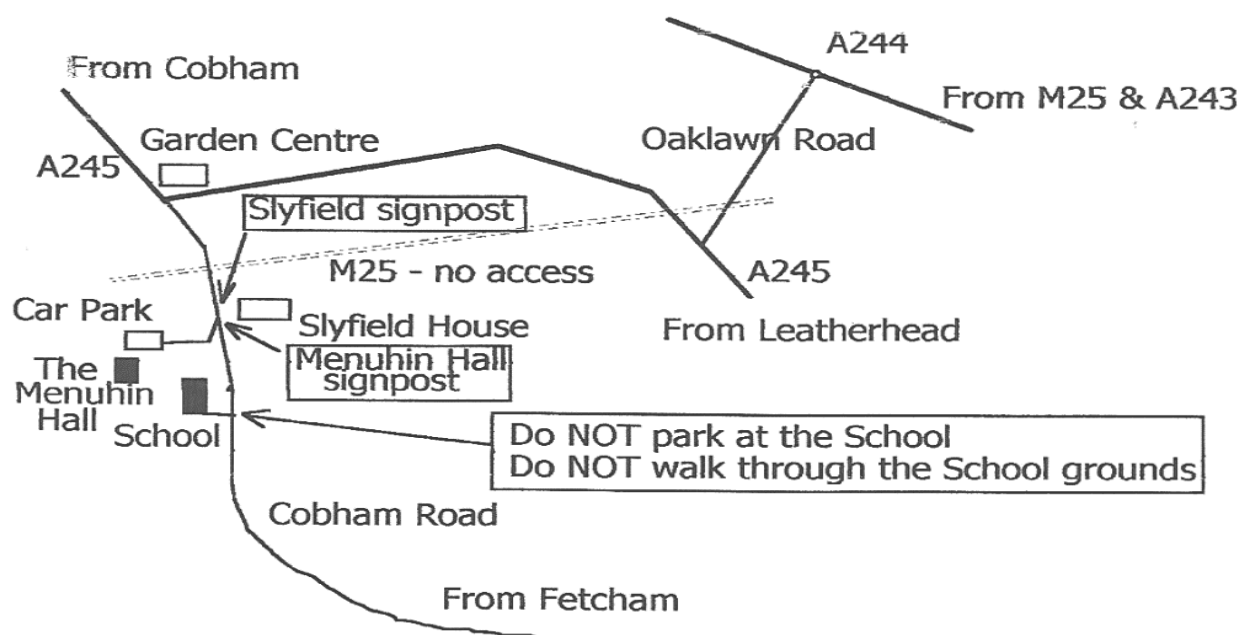 A244
From Cobham
From M25 & A243
Garden Centre
Oaklawn Road
A245
Slyfield signpost
M25 - no access
A245
Car Park
Slyfield House
From Leatherhead
Menuhin Hall
signpost
The
Menuhin
Hall
School
Do NOT park at the School
Do NOT walk through the School grounds
Cobham Road
From Fetcham